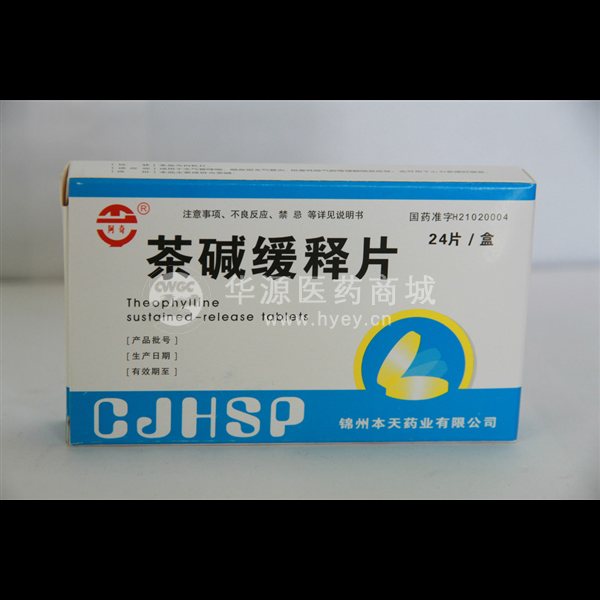 阿奇
®
注意事项、不良反应、禁 忌 等详见说明书
国药准字H21020004
24片/盒
茶碱缓释片
Theophylline
sustained-release tablets
CWGC
华源医药商城
www.hyey.cn
[产品批号]
[生产日期]
[有效期至]
CJHSP
锦州本天药业有限公司